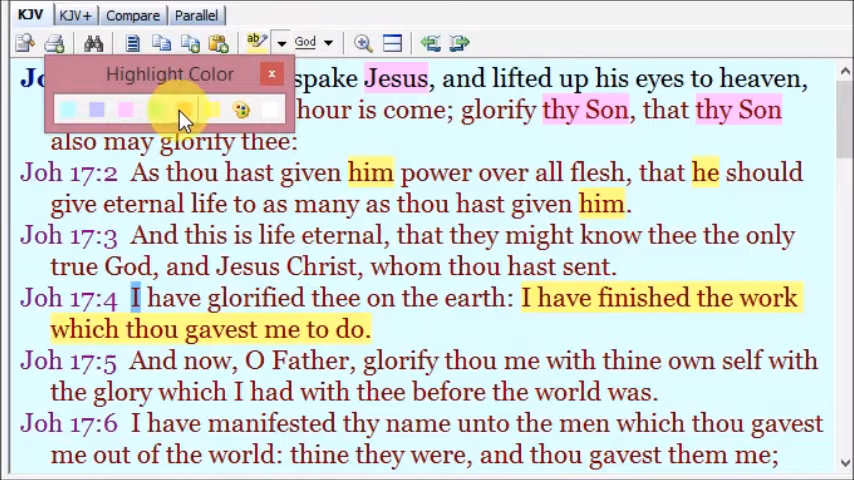 KJV KJV+ Compare Parallel
ab God
Highlight Color x
Jo spake Jesus, and lifted up his eyes to heaven,
hour is come; glorify thy Son, that thy Son
also may glorify thee:
Joh 17:2 As thou hast given him power over all flesh, that he should
give eternal life to as many as thou hast given him.
Joh 17:3 And this is life eternal, that they might know thee the only
true God, and Jesus Christ, whom thou hast sent.
Joh 17:4 I have glorified thee on the earth: I have finished the work
which thou gavest me to do.
Joh 17:5 And now, O Father, glorify thou me with thine own self with
the glory which I had with thee before the world was.
Joh 17:6 I have manifested thy name unto the men which thou gavest
me out of the world: thine they were, and thou gavest them me;